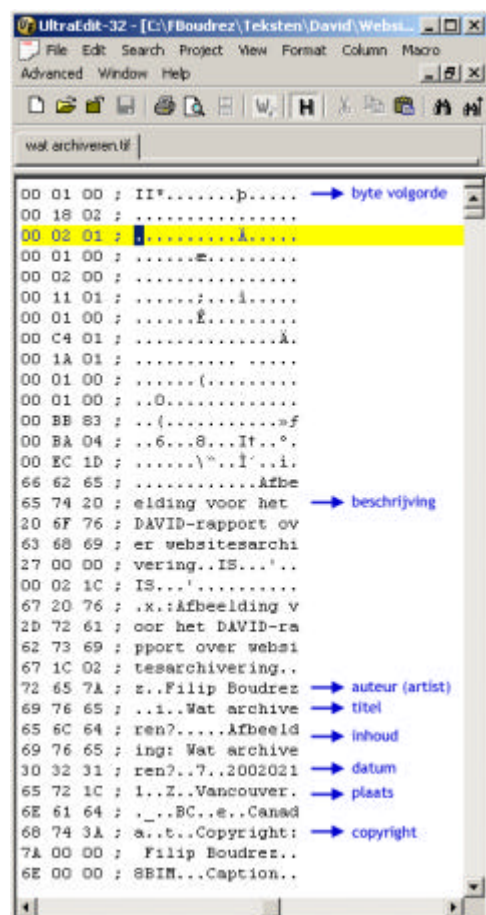 UltraEdit-32 - [C:\FBoudrez\Teksten\David\Websi...
File Edit Search Project View Format Column Macro
Advanced Window Help
wat archiveren.tif
00 01 00 ; II*.......þ..... byte volgorde
00 18 02 ; ................
00 02 01 ; ..........Ä.....
00 01 00 ; ......æ.........
00 02 00 ; ................
00 11 01 ; ......;...i.....
00 01 00 ; ......Ê.........
00 C4 01 ; ..............Ä.
00 1A 01 ; .......... .....
00 01 00 ; ......(.........
00 01 00 ; ..O.............
00 BB 83 ; ..(...........»ƒ
00 BA 04 ; ..6...8...I†..°.
00 EC 1D ; ......\™..Ì´..i.
66 62 65 ; ............Afbe
65 74 20 ; elding voor het beschrijving
20 6F 76 ; DAVID-rapport ov
63 68 69 ; er websitesarchi
27 00 00 ; vering..IS...'..
00 02 1C ; IS...'..........
67 20 76 ; .x.:Afbeelding v
2D 72 61 ; oor het DAVID-ra
62 73 69 ; pport over websi
67 1C 02 ; tesarchivering..
72 65 7A ; z..Filip Boudrez auteur (artist)
69 76 65 ; ..i..Wat archive titel
65 6C 64 ; ren?.....Afbeeld inhoud
69 76 65 ; ing: Wat archive
30 32 31 ; ren?..7..2002021 datum
65 72 1C ; 1..Z..Vancouver. plaats
6E 61 64 ; ._..BC..e..Canad
68 74 3A ; a..t..Copyright: copyright
7A 00 00 ; Filip Boudrez..
6E 00 00 ; 8BIM...Caption..